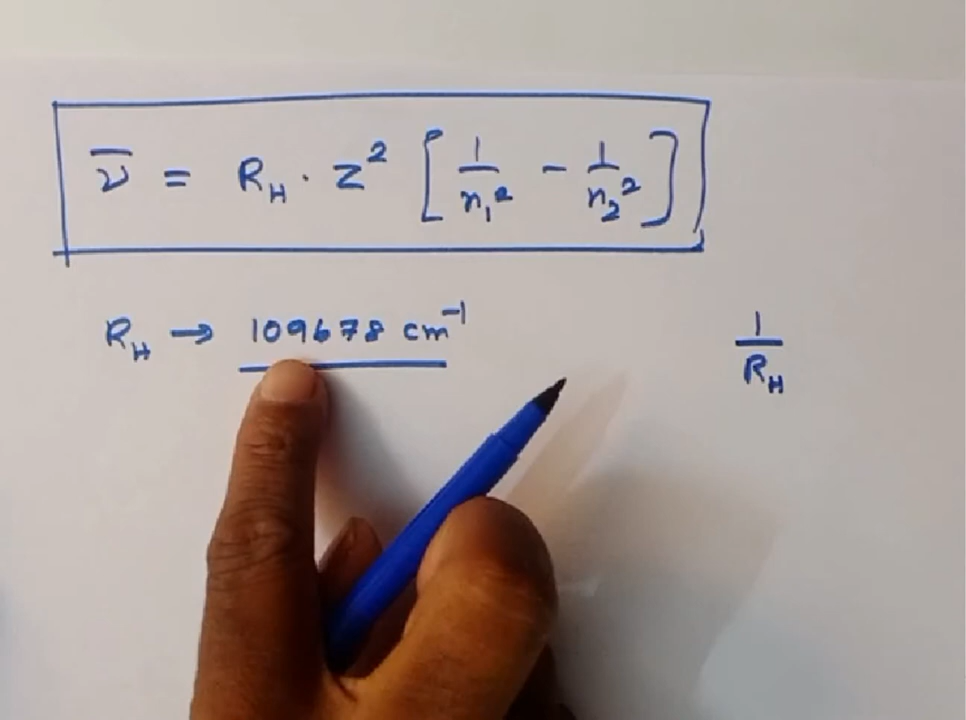 ν̅ = R_H · Z² [ 1/n₁² - 1/n₂² ]
R_H → 109678 cm⁻¹
1/R_H